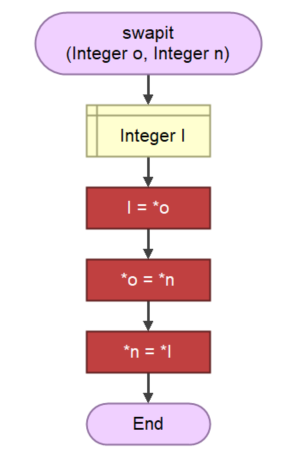 swapit
(Integer o, Integer n)
Integer l
l = *o
*o = *n
*n = *l
End